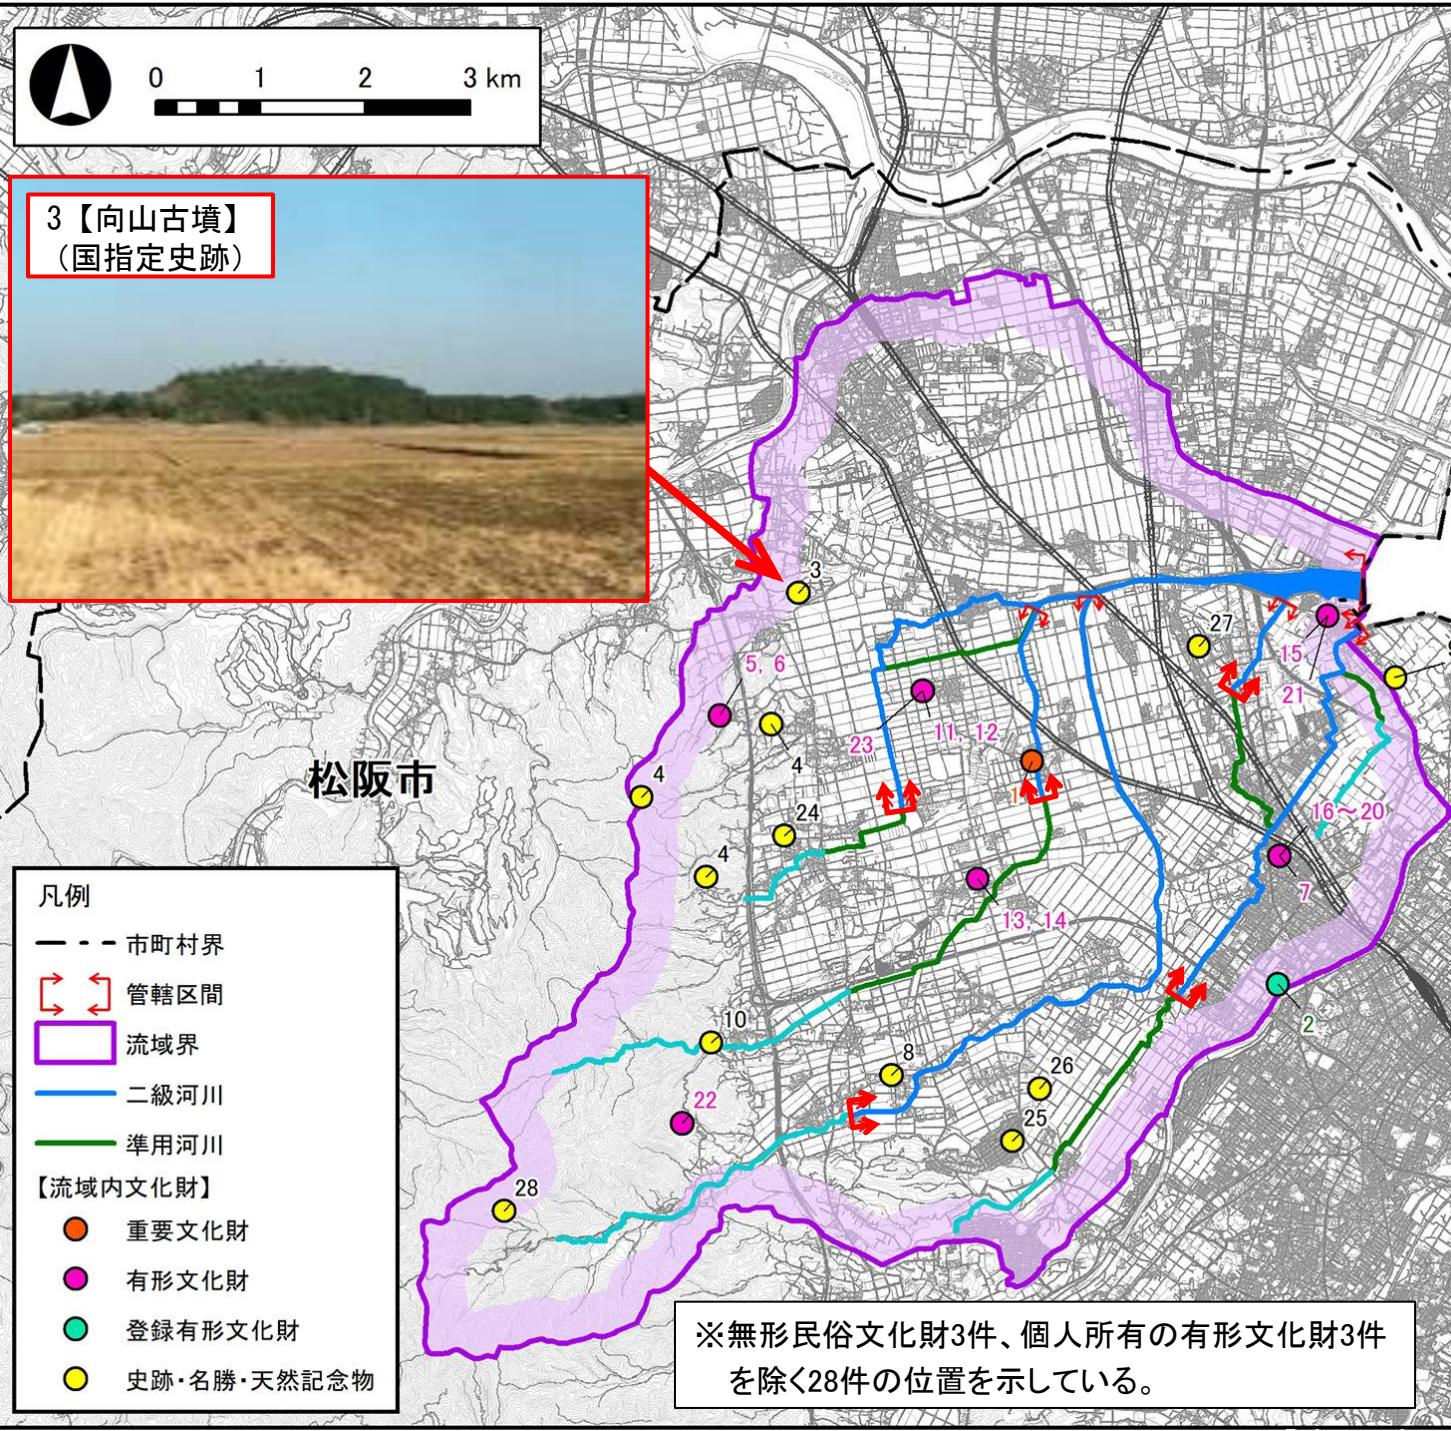 0 1 2 3 km
3【向山古墳】
（国指定史跡）
3
27
15
21
5, 6
4
23
11, 12
1
4
24
4
16～20
7
13, 14
松阪市
2
10
8
26
25
22
28
凡例
市町村界
管轄区間
流域界
二級河川
準用河川
【流域内文化財】
重要文化財
有形文化財
登録有形文化財
史跡・名勝・天然記念物
※無形民俗文化財3件、個人所有の有形文化財3件
を除く28件の位置を示している。